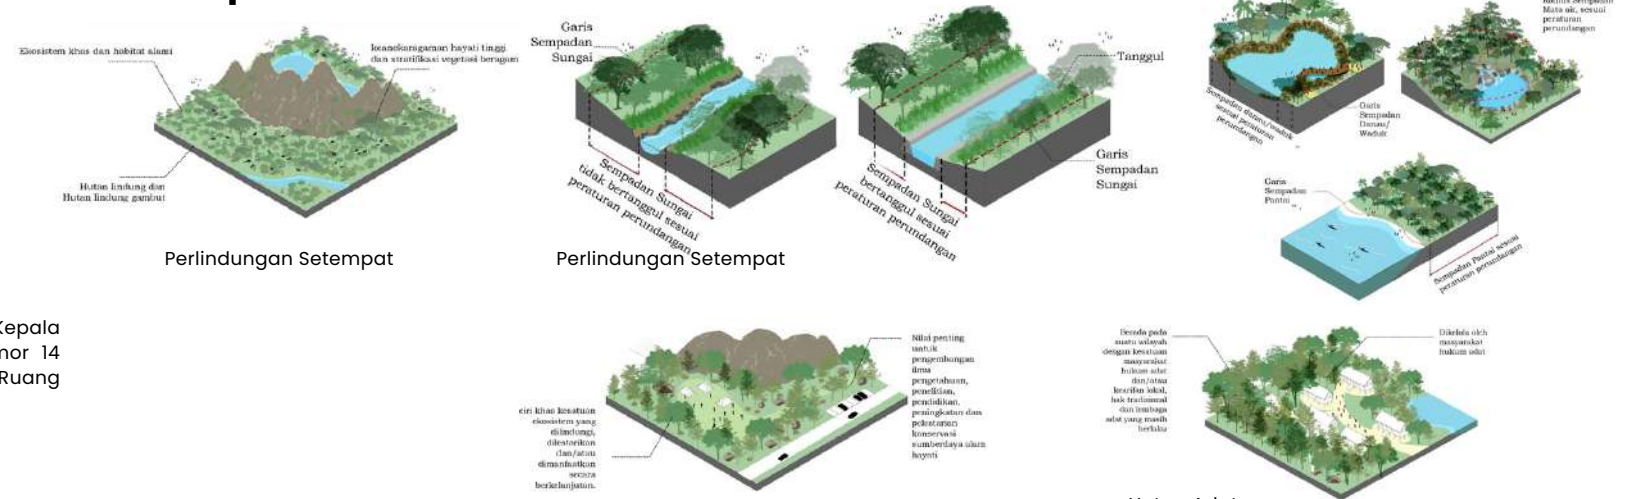 Ekosistem khas dan habitat alami
keanekaragaman hayati tinggi
dan stratifikasi vegetasi beragam
Hutan lindung dan
Hutan lindung gambut
Perlindungan Setempat
Garis
Sempadan
Sungai
Sempadan Sungai
tidak bertanggul sesuai
peraturan perundangan
Tanggul
Garis
Sempadan
Sungai
Sempadan Sungai
bertanggul sesuai
peraturan perundangan
Perlindungan Setempat
Sempadan danau/waduk
sesuai peraturan
perundangan
Garis
Sempadan
Danau/
Waduk
Mata air, sesuai
peraturan
perundangan
Garis
Sempadan
Pantai
Sempadan Pantai sesuai
peraturan perundangan
Kepala
14
Ruang
ciri khas kesatuan
ekosistem yang
dilindungi,
dilestarikan
dan/atau
dimanfaatkan
secara
berkelanjutan.
Nilai penting
untuk
pengembangan
ilmu
pengetahuan,
penelitian,
pendidikan,
peningkatan dan
pelestarian
konservasi
sumberdaya alam
hayati
Berada pada
suatu wilayah
dengan kesatuan
masyarakat
hukum adat
dan/atau
kearifan lokal,
hak tradisional
dan lembaga
adat yang masih
berlaku
Dikelola oleh
masyarakat
hukum adat